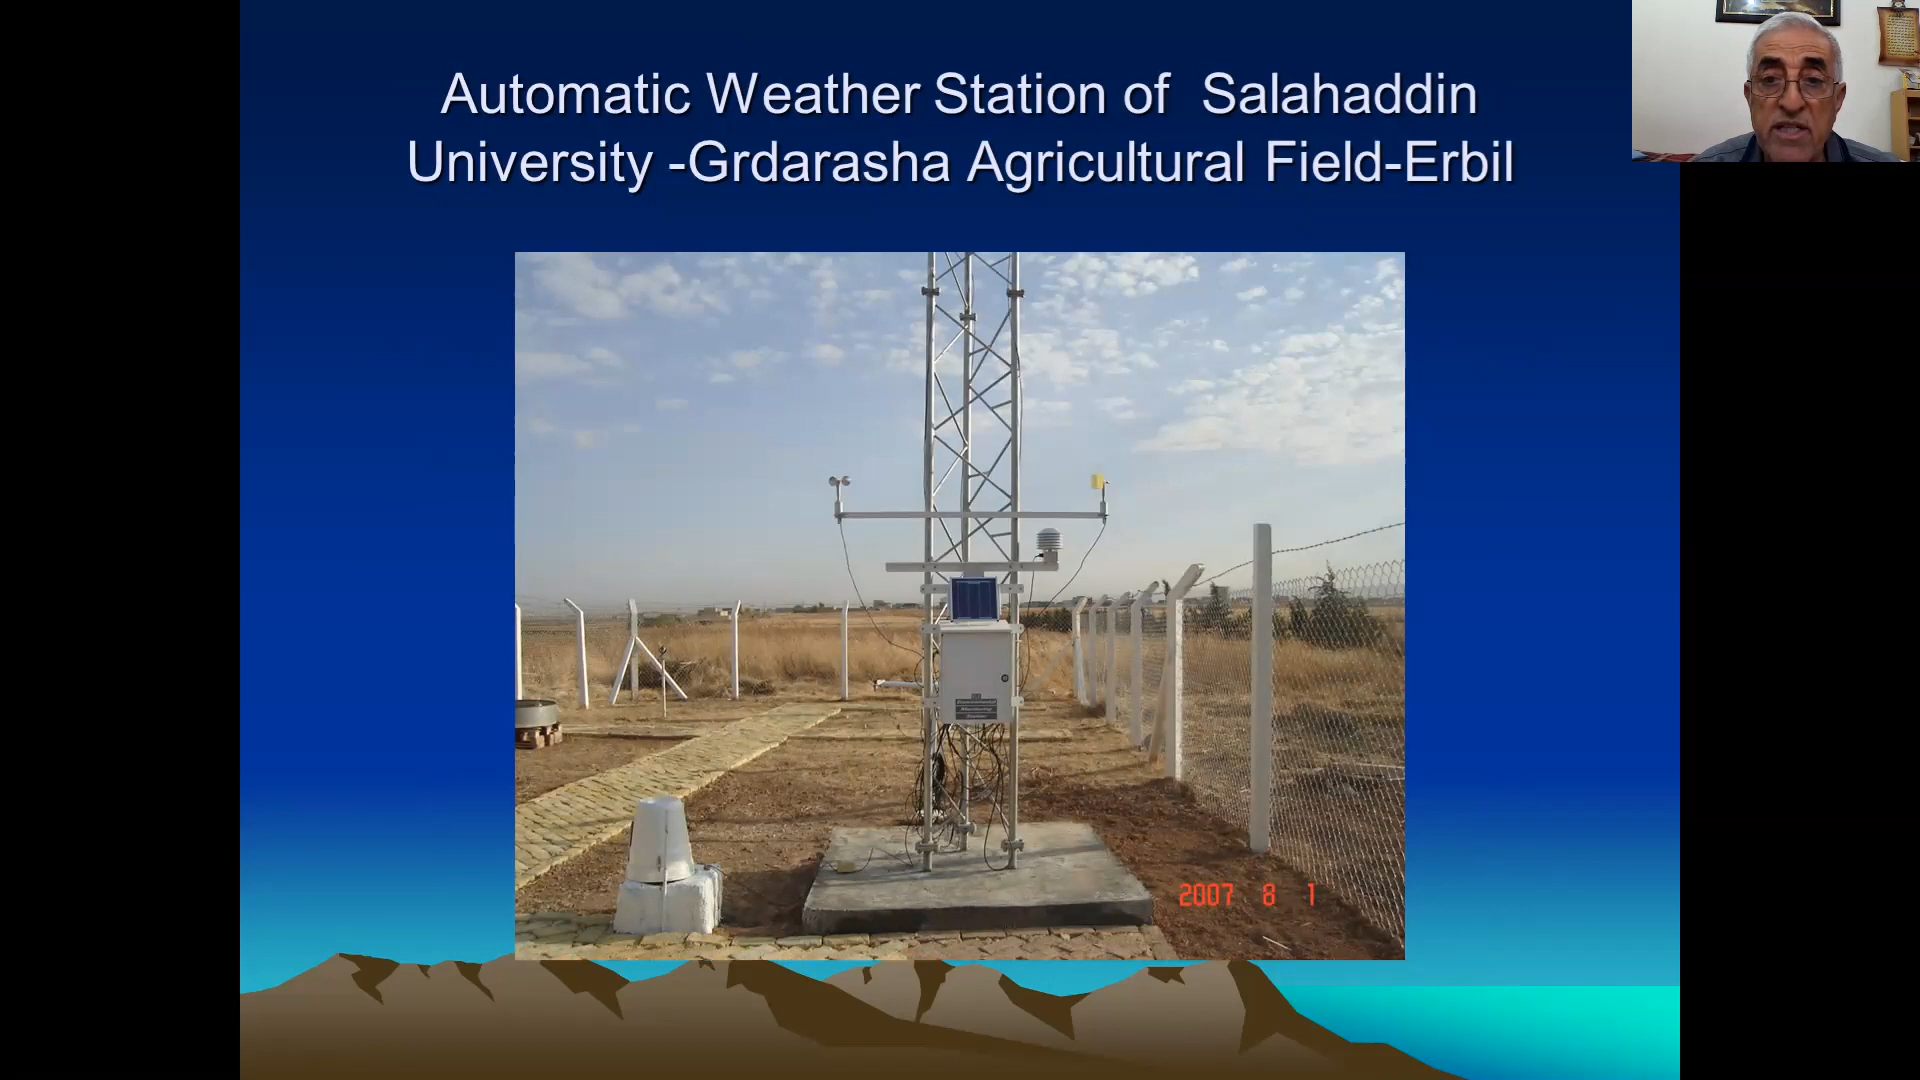 Automatic Weather Station of Salahaddin
University -Grdarasha Agricultural Field-Erbil
2007 8 1